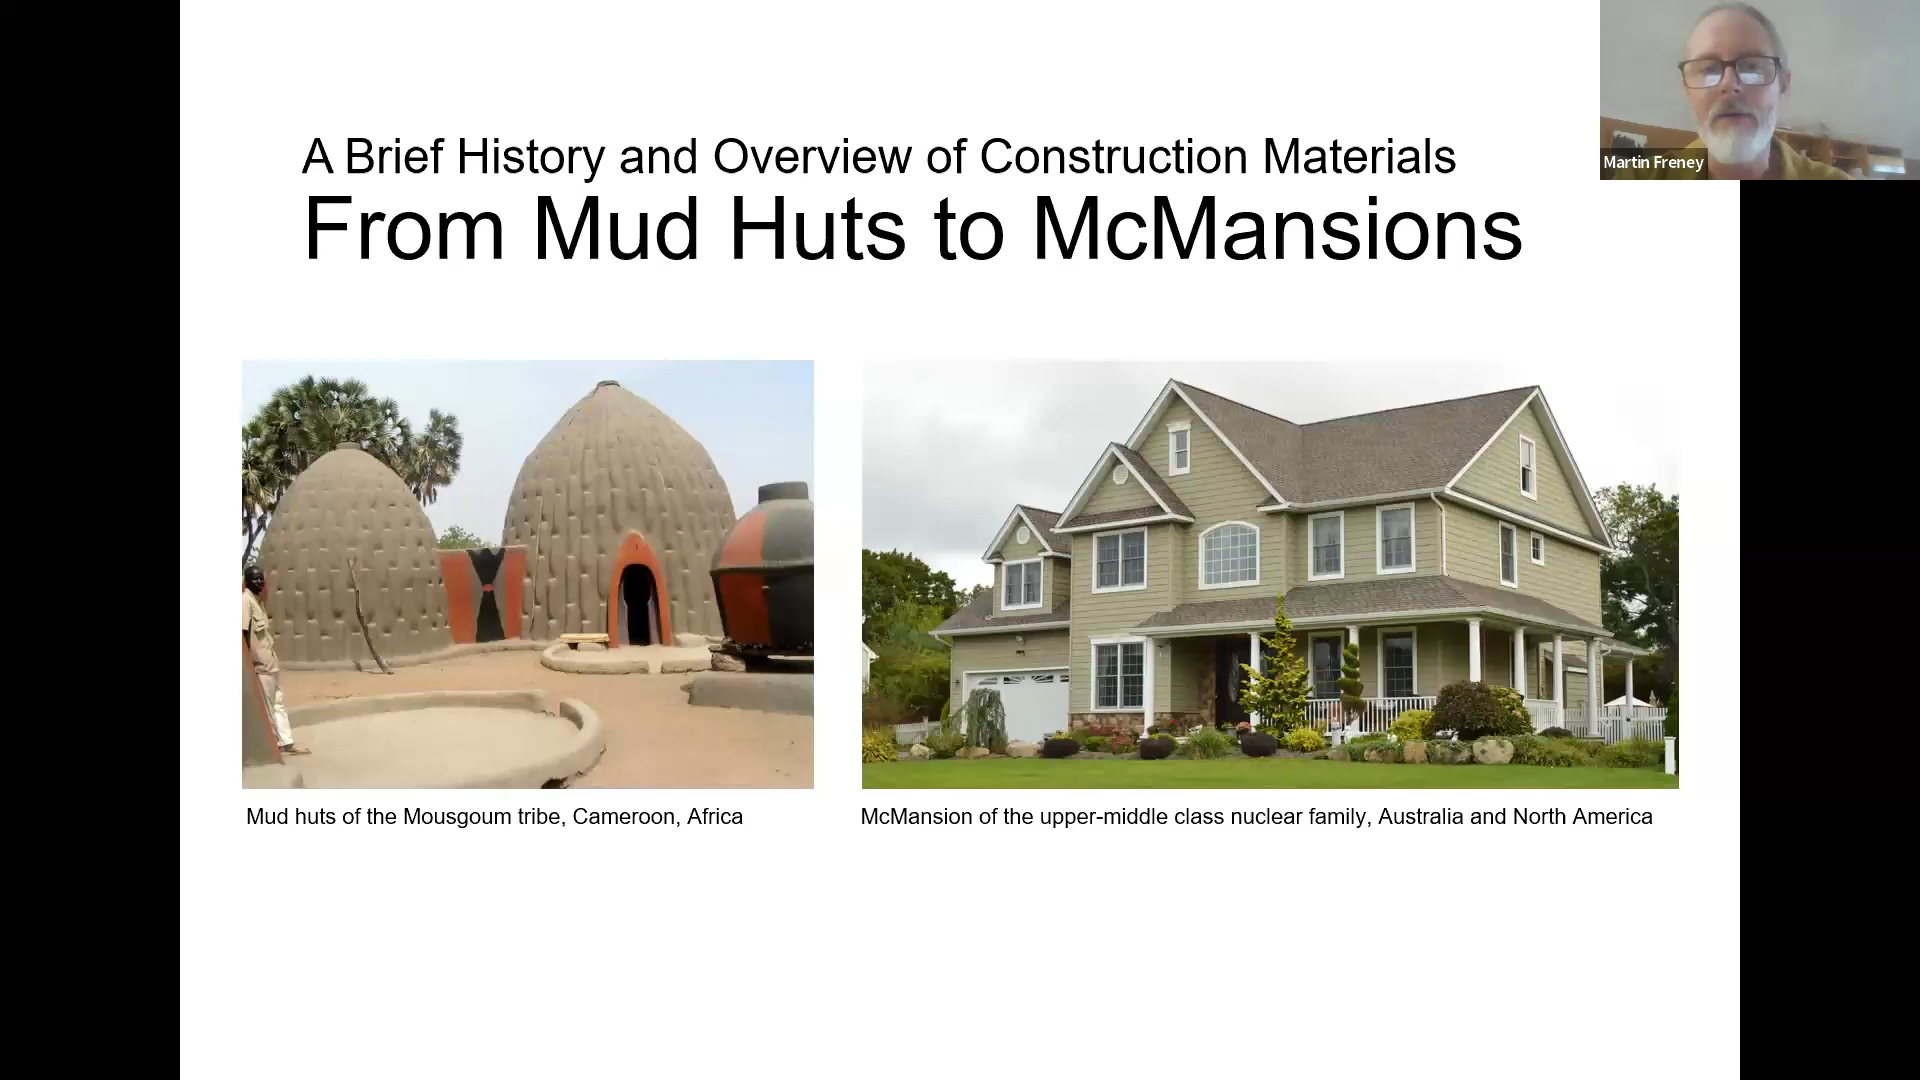 A Brief History and Overview of Construction Materials
From Mud Huts to McMansions
Martin Freney
Mud huts of the Mousgoum tribe, Cameroon, Africa
McMansion of the upper-middle class nuclear family, Australia and North America